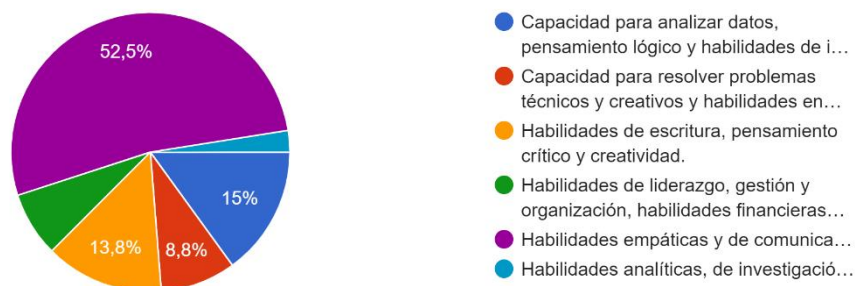 52,5%
15%
13,8%
8,8%
Capacidad para analizar datos,
pensamiento lógico y habilidades de i...
Capacidad para resolver problemas
técnicos y creativos y habilidades en...
Habilidades de escritura, pensamiento
crítico y creatividad.
Habilidades de liderazgo, gestión y
organización, habilidades financieras...
Habilidades empáticas y de comunica...
Habilidades analíticas, de investigació...